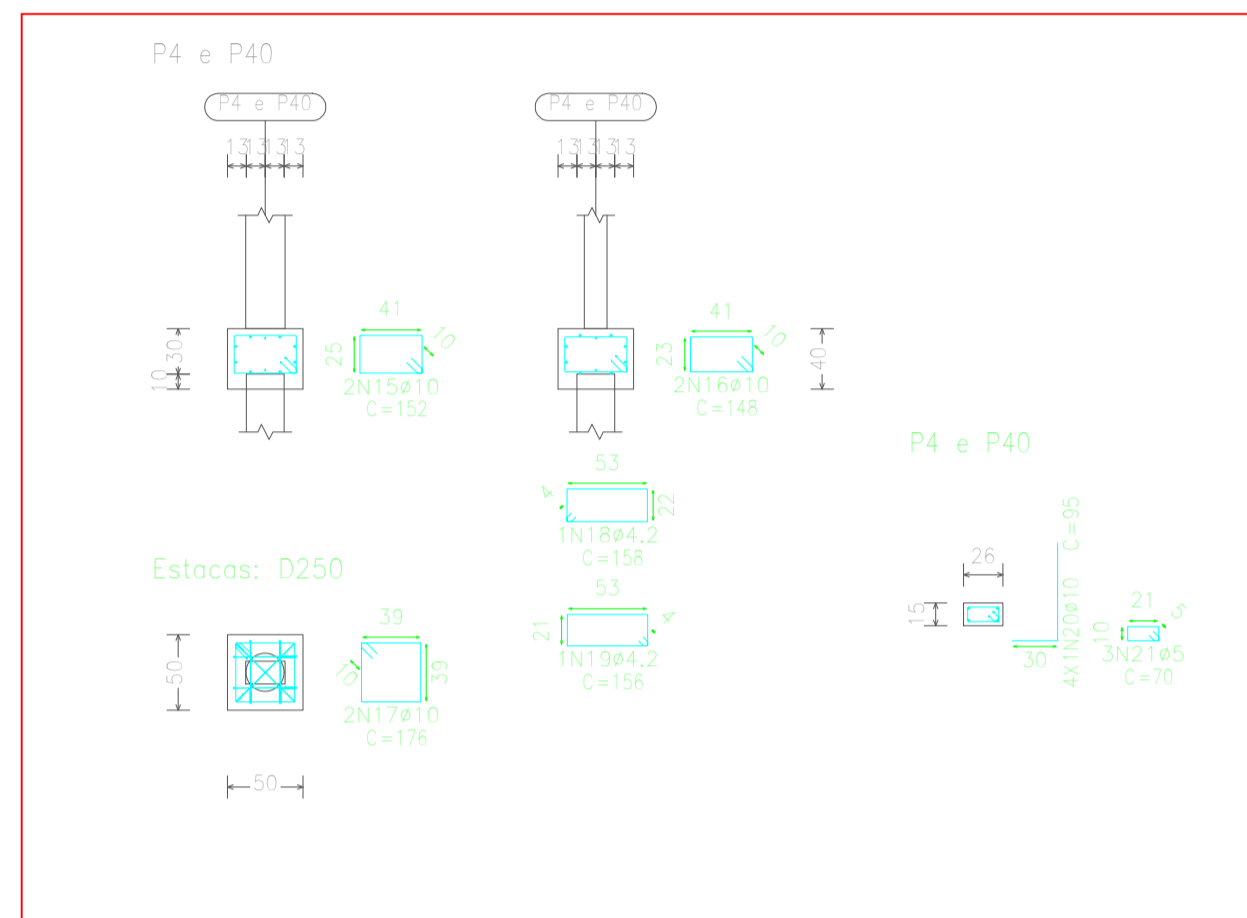 P4 e P40
P4 e P40
13 13 13 13
30
10
41
25
10
2N15ø10
C=152
P4 e P40
13 13 13 13
41
23
10
2N16ø10
C=148
40
53
4
22
1N18ø4.2
C=158
53
21
4
1N19ø4.2
C=156
Estacas: D250
50
50
39
39
10
2N17ø10
C=176
P4 e P40
26
15
30
4X1N20ø10 C=95
21
5
10
3N21ø5
C=70